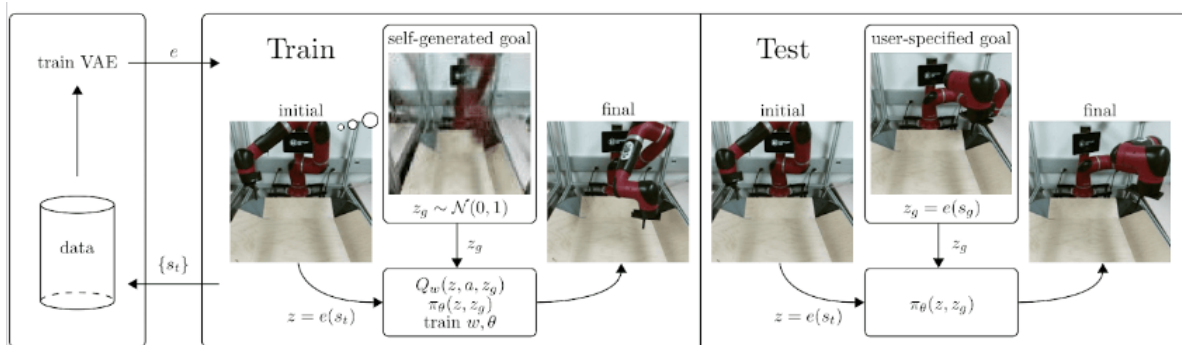 train VAE
e
data
{s_t}
Train
initial
self-generated goal
z_g ∼ N(0, 1)
z_g
final
z = e(s_t)
Q_w(z, a, z_g)
π_θ(z, z_g)
train w, θ
Test
initial
user-specified goal
z_g = e(s_g)
z_g
final
z = e(s_t)
π_θ(z, z_g)